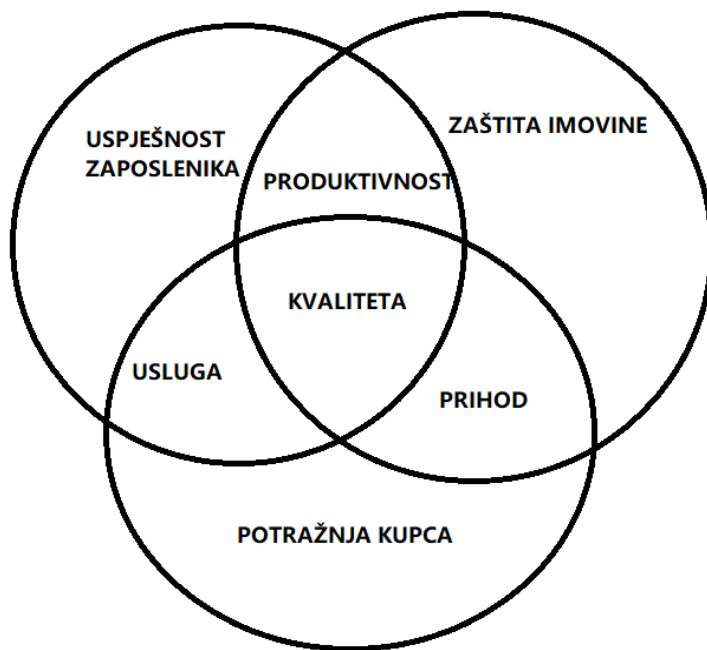 USPJEŠNOST
ZAPOSLENIKA
ZAŠTITA IMOVINE
PRODUKTIVNOST
KVALITETA
USLUGA
PRIHOD
POTRAŽNJA KUPCA